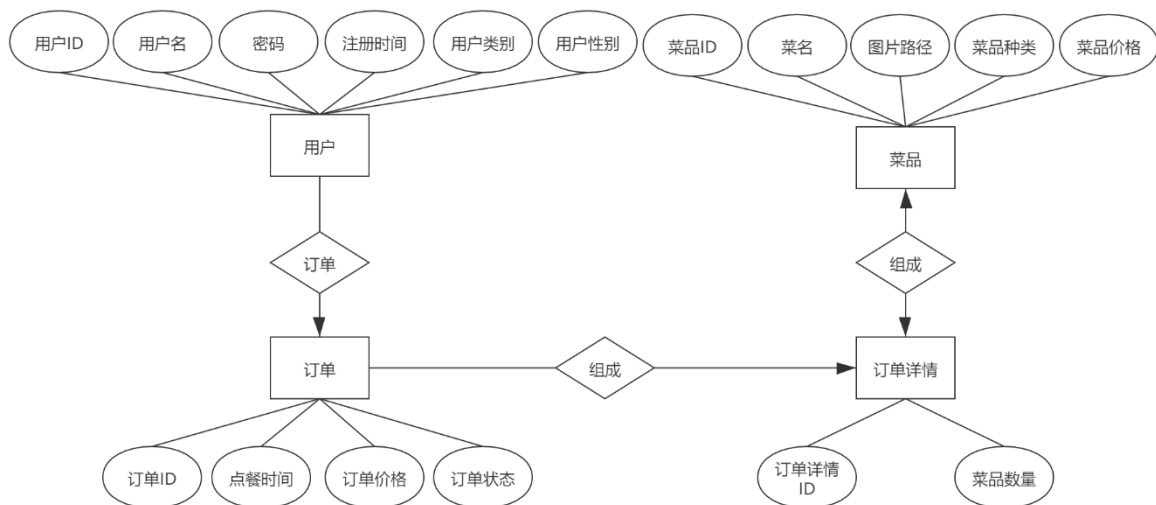 用户ID
用户名
密码
注册时间
用户类别
用户性别
菜品ID
菜名
图片路径
菜品种类
菜品价格
用户
菜品
订单
组成
订单
组成
订单详情
订单ID
点餐时间
订单价格
订单状态
订单详情
ID
菜品数量